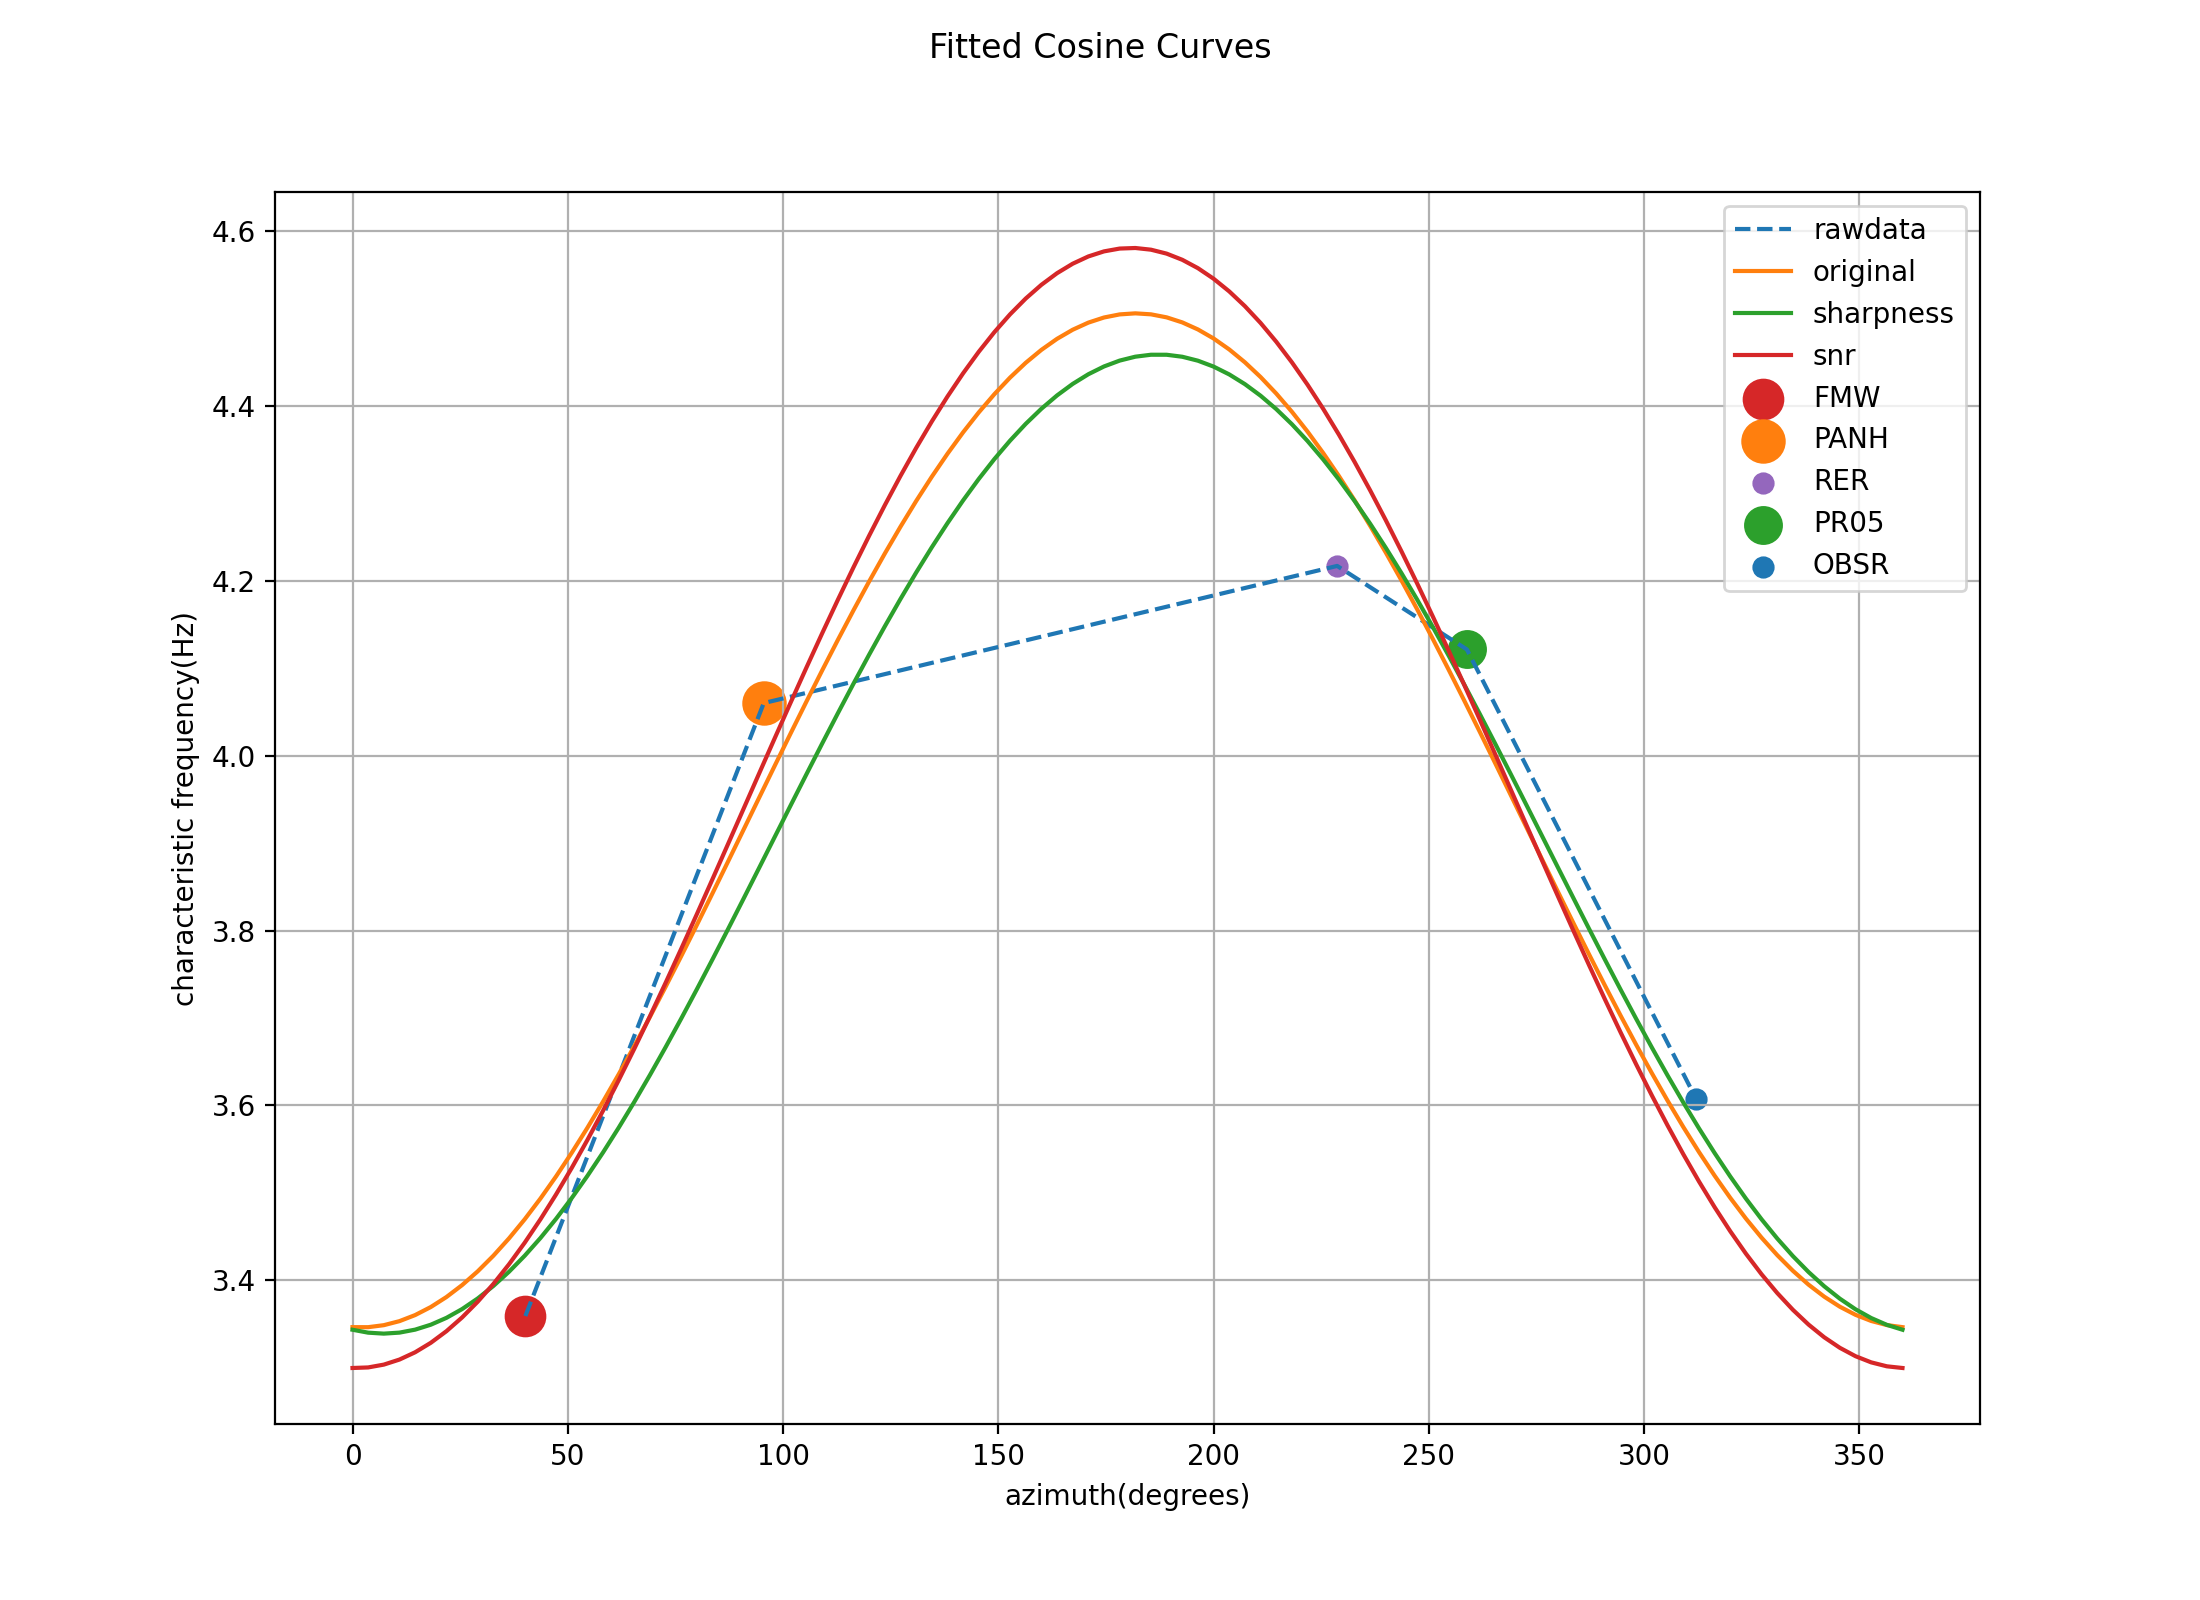 Fitted Cosine Curves
4.6
4.4
4.2
4.0
3.8
3.6
3.4
characteristic frequency(Hz)
0 50 100 150 200 250 300 350
azimuth(degrees)
rawdata
original
sharpness
snr
FMW
PANH
RER
PR05
OBSR